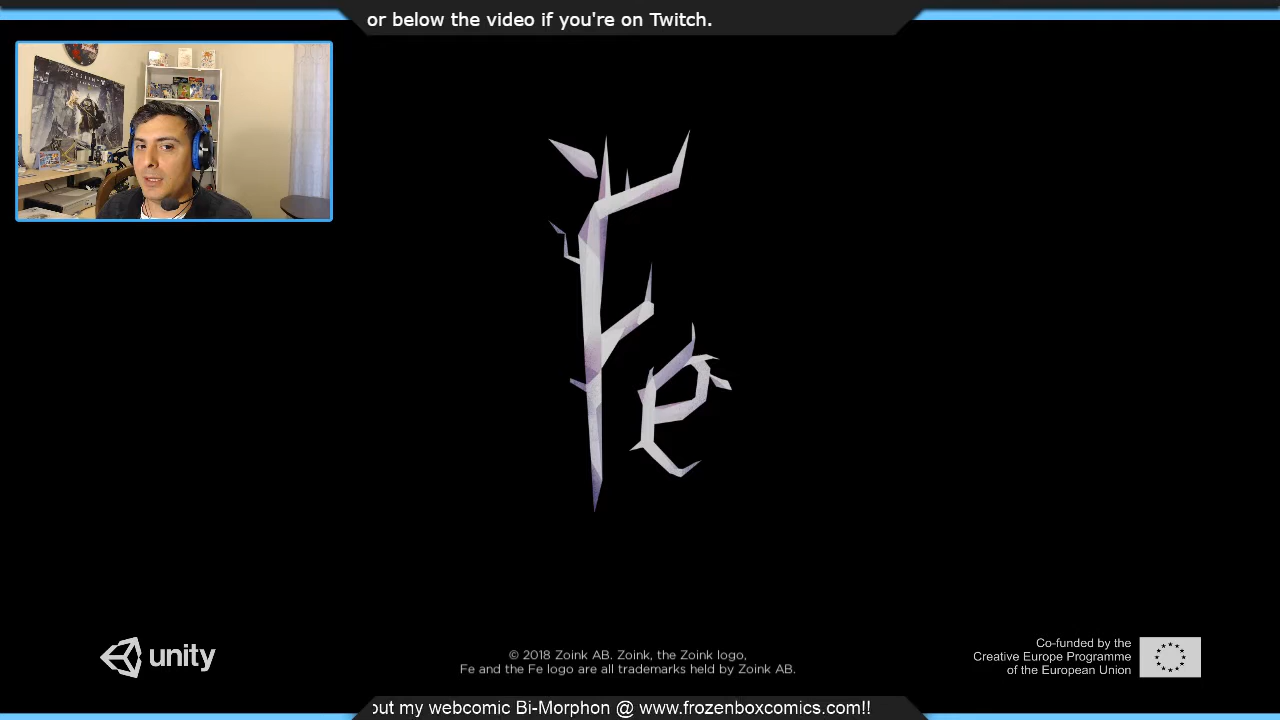 or below the video if you're on Twitch.
Fe
unity
© 2018 Zoink AB. Zoink, the Zoink logo,
Fe and the Fe logo are all trademarks held by Zoink AB.
Co-funded by the
Creative Europe Programme
of the European Union
my webcomic Bi-Morphon @ www.frozenboxcomics.com!!